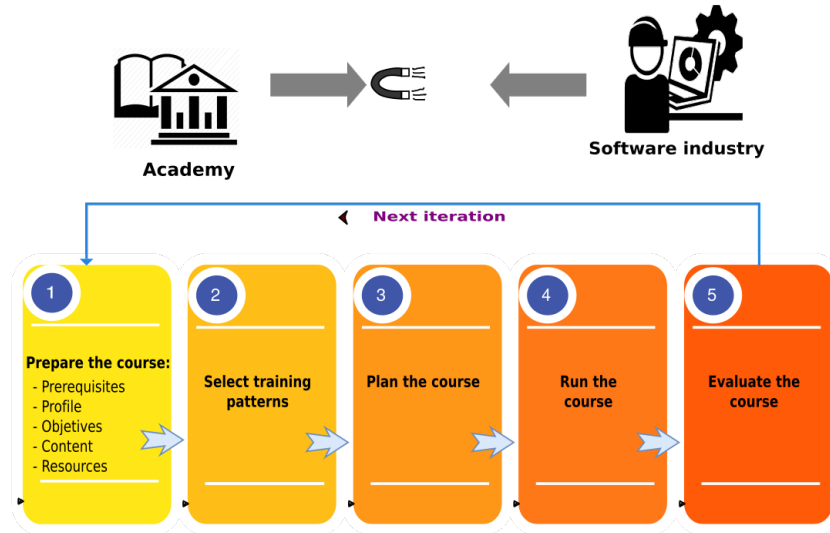 Academy
Software industry
Next iteration
1
Prepare the course:
- Prerequisites
- Profile
- Objetives
- Content
- Resources
2
Select training
patterns
3
Plan the course
4
Run the
course
5
Evaluate the
course